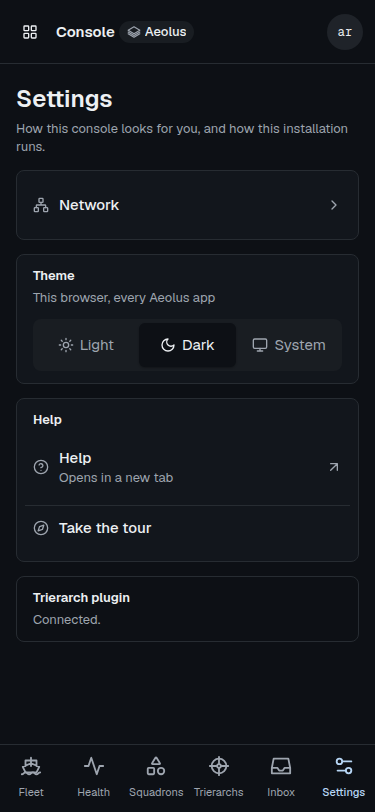 Console Aeolus ar
Settings
How this console looks for you, and how this installation
runs.
Network
Theme
This browser, every Aeolus app
Light Dark System
Help
Help
Opens in a new tab
Take the tour
Trierarch plugin
Connected.
Fleet Health Squadrons Trierarchs Inbox Settings